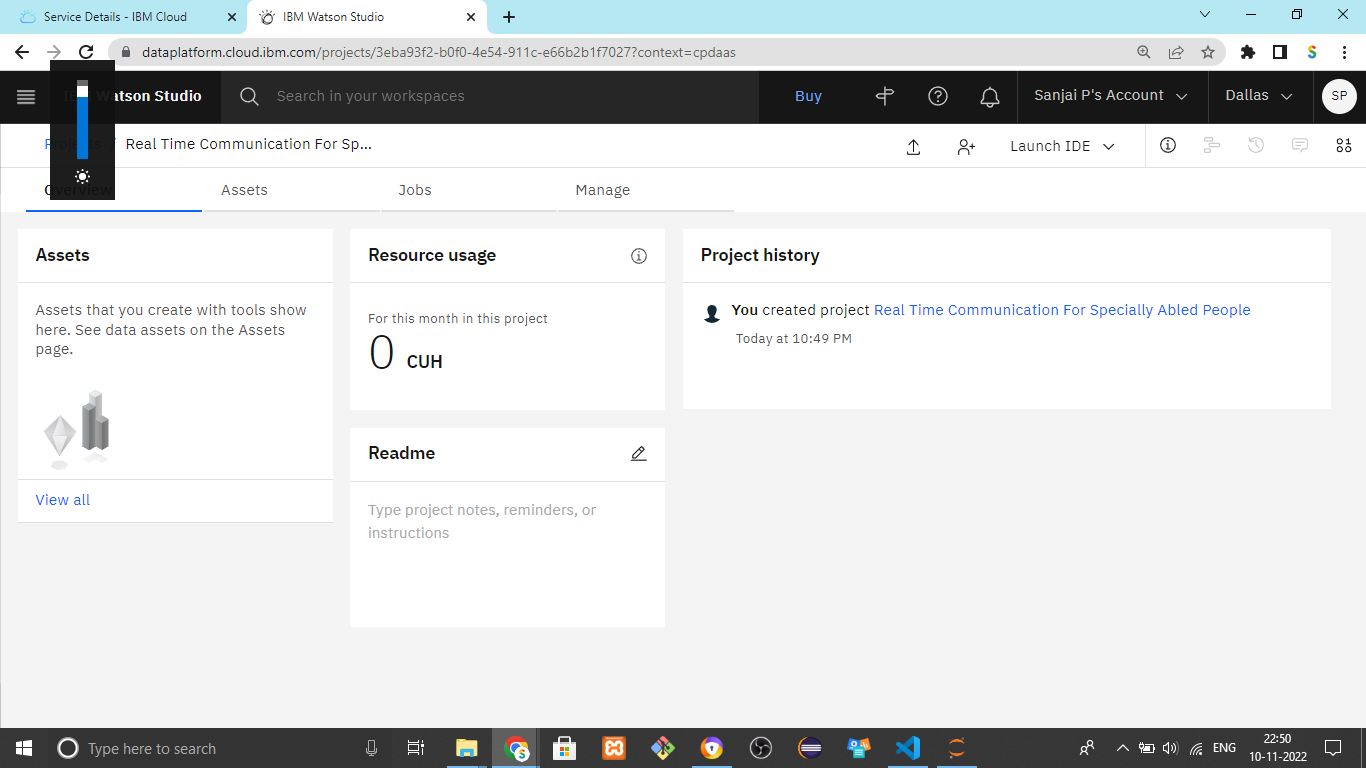 Service Details - IBM Cloud
IBM Watson Studio
dataplatform.cloud.ibm.com/projects/3eba93f2-b0f0-4e54-911c-e66b2b1f7027?context=cpdaas
IBM Watson Studio
Search in your workspaces
Buy
Sanjai P's Account
Dallas
SP
Projects / Real Time Communication For Sp...
Launch IDE
Overview
Assets
Jobs
Manage
Assets
Assets that you create with tools show
here. See data assets on the Assets
page.
View all
Resource usage
For this month in this project
0 CUH
Readme
Type project notes, reminders, or
instructions
Project history
You created project Real Time Communication For Specially Abled People
Today at 10:49 PM
Type here to search
ENG
22:50
10-11-2022